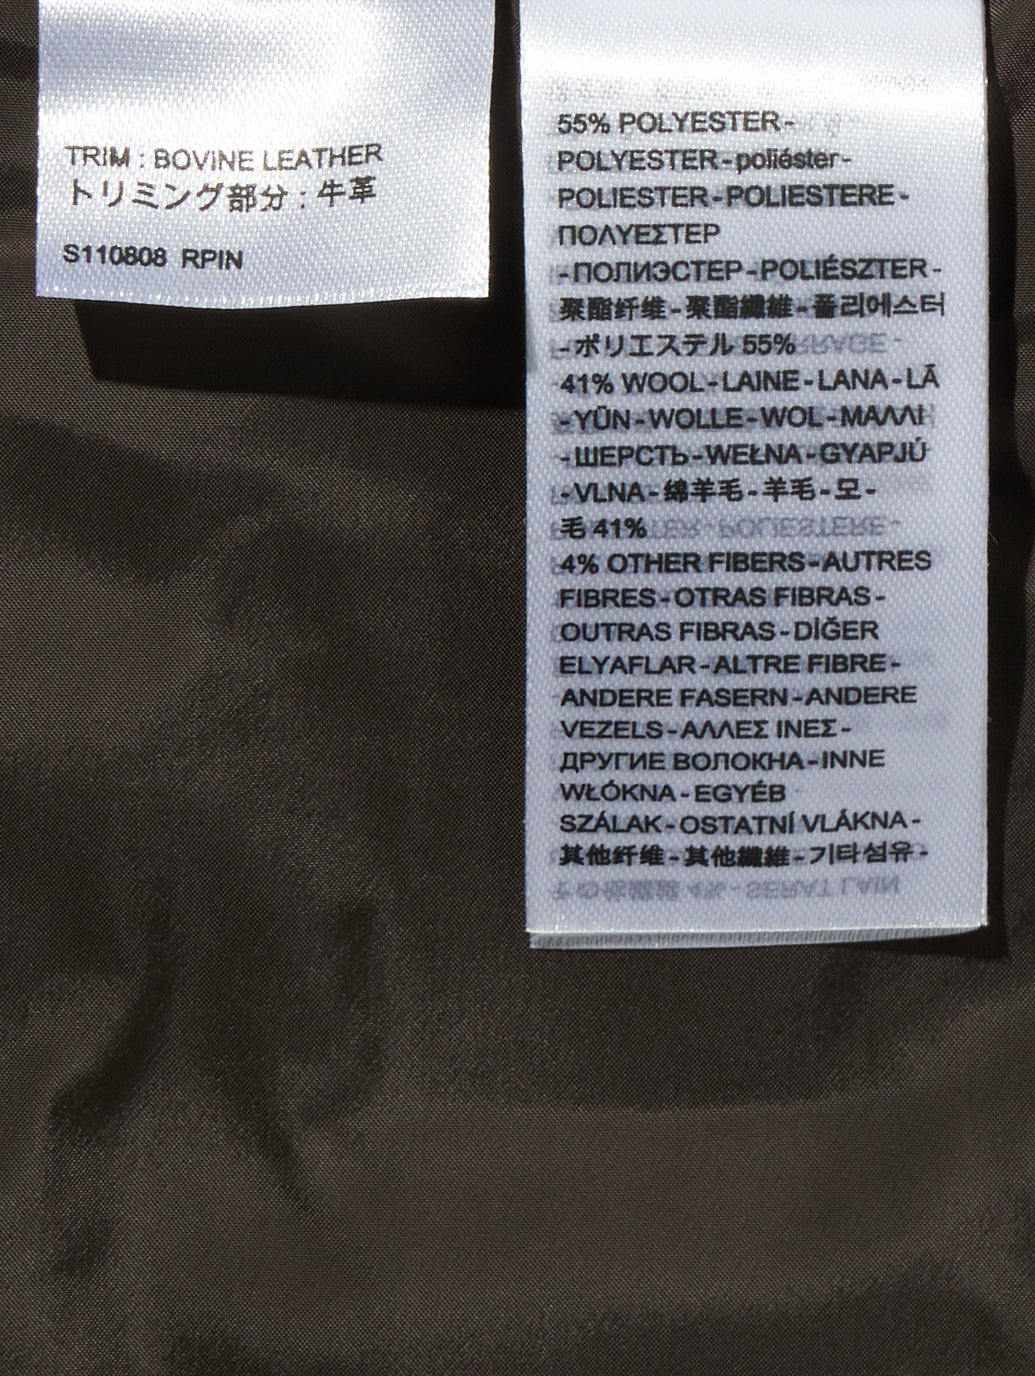 TRIM : BOVINE LEATHER
トリミング部分 : 牛革
S110808 RPIN
55% POLYESTER-
POLYESTER-poliéster-
POLIESTER-POLIESTERE-
ΠΟΛΥΕΣΤΕΡ
-ПОЛИЭСТЕР-POLIÉSZTER-
聚酯纤维-聚酯纖維-폴리에스터
-ポリエステル 55%
41% WOOL-LAINE-LANA-LÃ
-YÜN-WOLLE-WOL-ΜΑΛΛΙ
-ШЕРСТЬ-WEŁNA-GYAPJÚ
-VLNA-绵羊毛-羊毛-모-
毛 41%
4% OTHER FIBERS-AUTRES
FIBRES-OTRAS FIBRAS-
OUTRAS FIBRAS-DİĞER
ELYAFLAR-ALTRE FIBRE-
ANDERE FASERN-ANDERE
VEZELS-ΑΛΛΕΣ ΙΝΕΣ-
ДРУГИЕ ВОЛОКНА-INNE
WŁÓKNA-EGYÉB
SZÁLAK-OSTATNÍ VLÁKNA-
其他纤维-其他纖維-기타섬유-